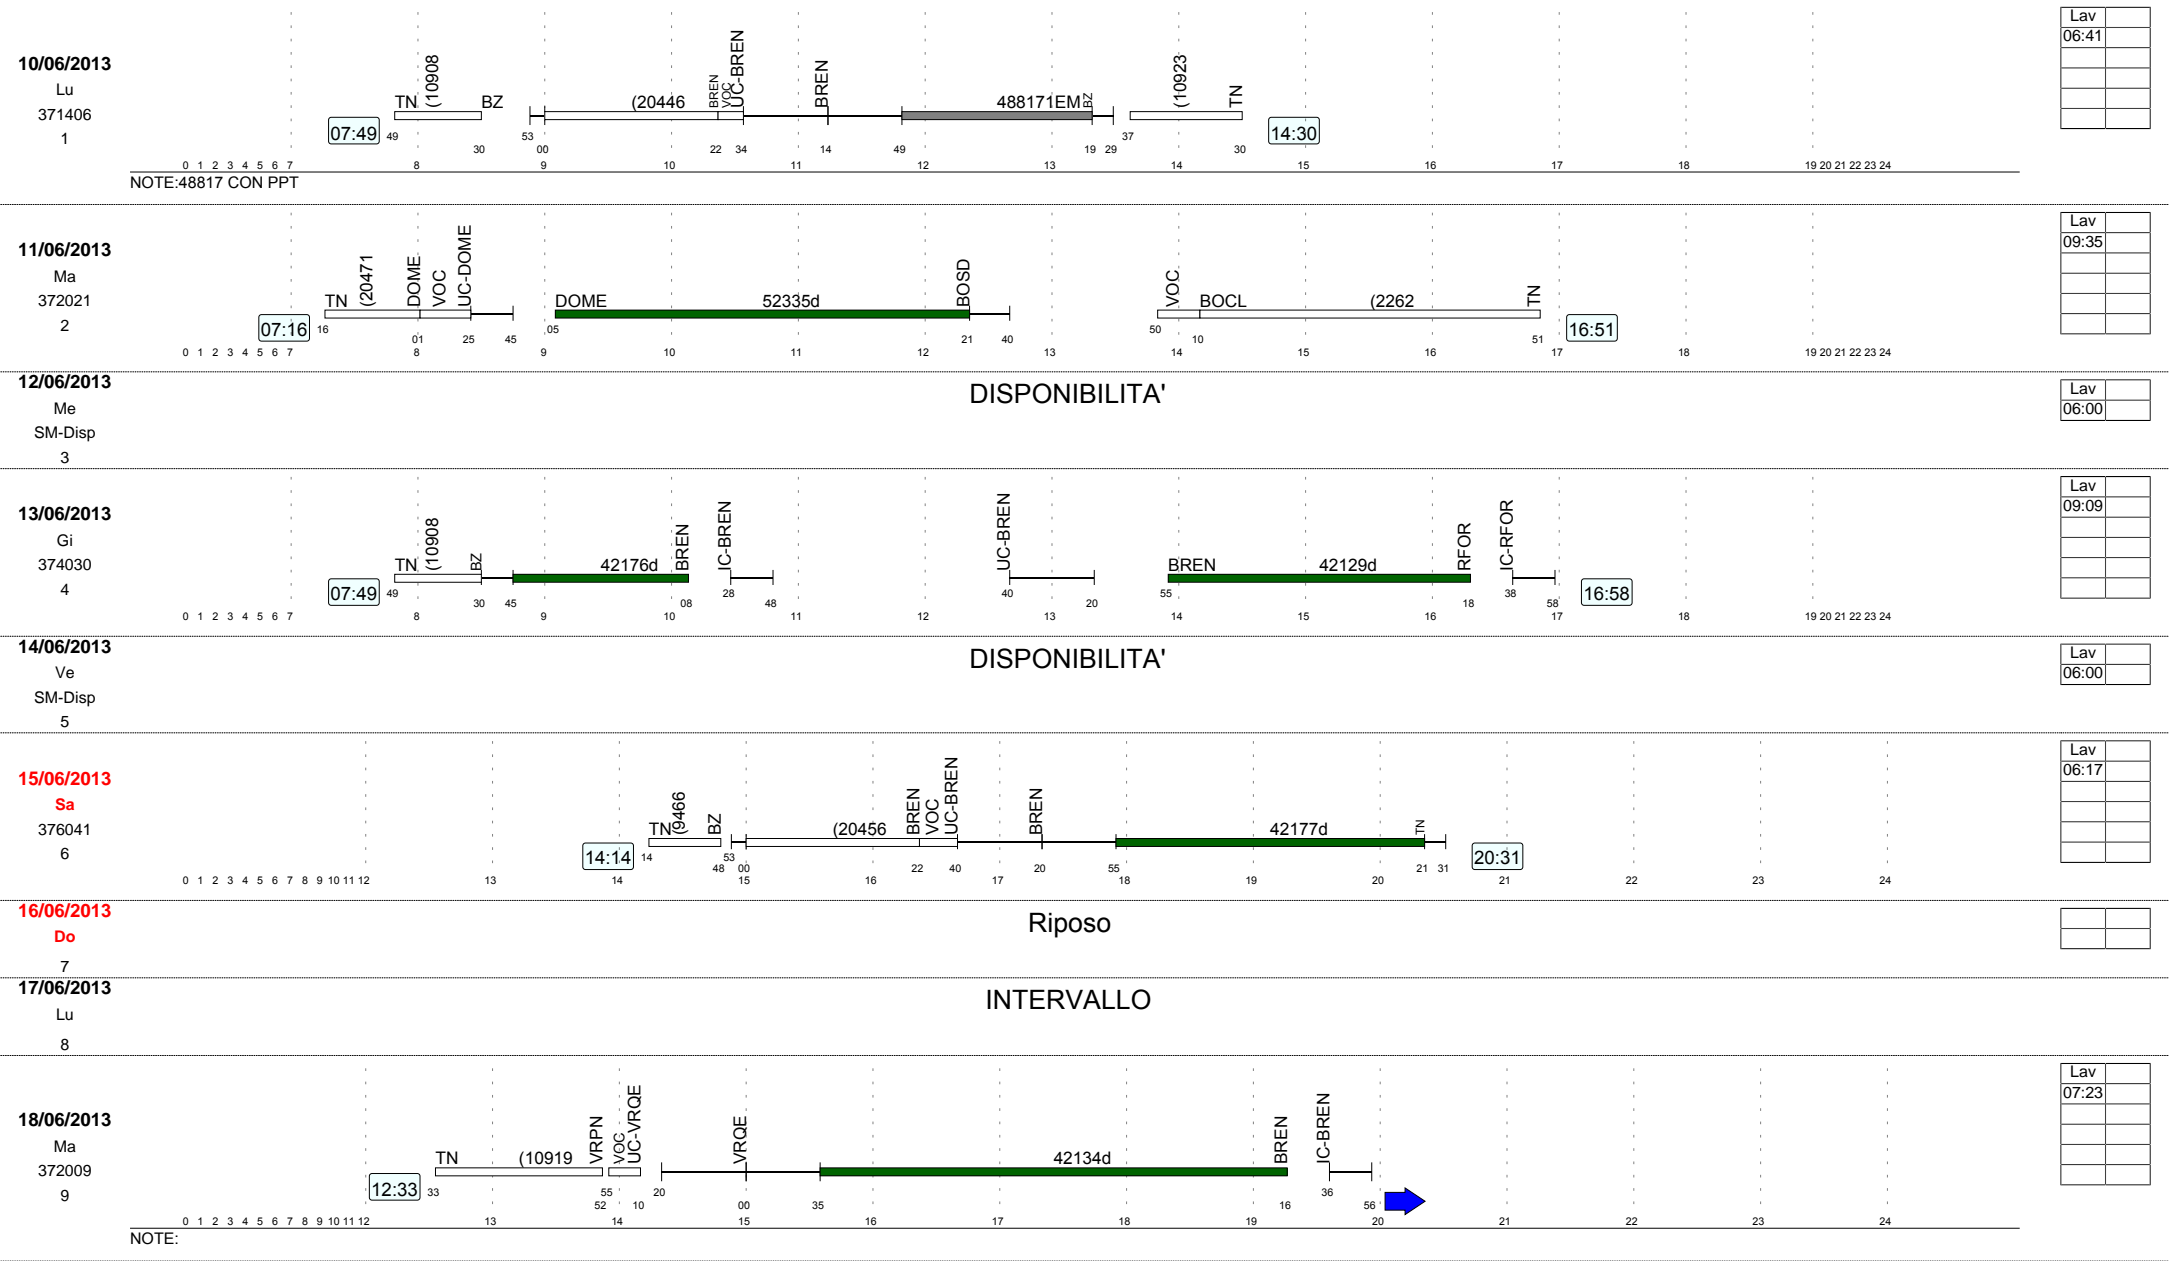 10/06/2013
Lu
371406
1
07:49
TN (10908 BZ
(20446 BREN VOC UC-BREN BREN 488171EM BZ
(10923 TN
14:30
49 30 53 00 22 34 14 49 19 29 37 30
0 1 2 3 4 5 6 7 8 9 10 11 12 13 14 15 16 17 18 19 20 21 22 23 24
NOTE:48817 CON PPT
Lav
06:41
11/06/2013
Ma
372021
2
07:16
TN (20471 DOME VOC UC-DOME
DOME 52335d BOSD
VOC BOCL (2262 TN
16:51
16 01 25 45 05 21 40 50 10 51
0 1 2 3 4 5 6 7 8 9 10 11 12 13 14 15 16 17 18 19 20 21 22 23 24
Lav
09:35
12/06/2013
Me
SM-Disp
3
DISPONIBILITA'
Lav
06:00
13/06/2013
Gi
374030
4
07:49
TN (10908 BZ 42176d BREN IC-BREN
UC-BREN BREN 42129d RFOR IC-RFOR
16:58
49 30 45 08 28 48 40 20 55 18 38 58
0 1 2 3 4 5 6 7 8 9 10 11 12 13 14 15 16 17 18 19 20 21 22 23 24
Lav
09:09
14/06/2013
Ve
SM-Disp
5
DISPONIBILITA'
Lav
06:00
15/06/2013
Sa
376041
6
14:14
TN (9466 BZ
(20456 BREN VOC UC-BREN BREN 42177d TN
20:31
14 48 53 00 22 40 20 55 21 31
0 1 2 3 4 5 6 7 8 9 10 11 12 13 14 15 16 17 18 19 20 21 22 23 24
Lav
06:17
16/06/2013
Do
7
Riposo
17/06/2013
Lu
8
INTERVALLO
18/06/2013
Ma
372009
9
12:33
TN (10919 VRPN VOC UC-VRQE VRQE 42134d BREN IC-BREN
33 52 55 10 20 00 35 16 36 56
0 1 2 3 4 5 6 7 8 9 10 11 12 13 14 15 16 17 18 19 20 21 22 23 24
NOTE:
Lav
07:23